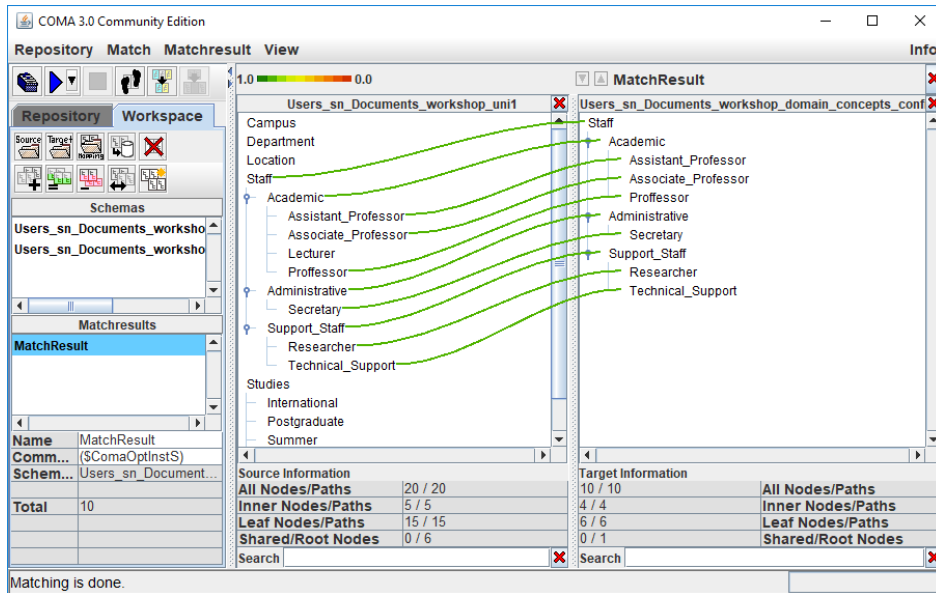 COMA 3.0 Community Edition
Repository Match Matchresult View Info
1.0 0.0
MatchResult
Repository Workspace
Source Target
Schemas
Users_sn_Documents_worksho
Users_sn_Documents_worksho
Matchresults
MatchResult
Name MatchResult
Comm... ($ComaOptInstS)
Schem... Users_sn_Document...
Total 10
Users_sn_Documents_workshop_uni1
Campus
Department
Location
Staff
Academic
Assistant_Professor
Associate_Professor
Lecturer
Proffessor
Administrative
Secretary
Support_Staff
Researcher
Technical_Support
Studies
International
Postgraduate
Summer
Source Information
All Nodes/Paths 20 / 20
Inner Nodes/Paths 5 / 5
Leaf Nodes/Paths 15 / 15
Shared/Root Nodes 0 / 6
Search
Users_sn_Documents_workshop_domain_concepts_conf
Staff
Academic
Assistant_Professor
Associate_Professor
Proffessor
Administrative
Secretary
Support_Staff
Researcher
Technical_Support
Target Information
10 / 10 All Nodes/Paths
4 / 4 Inner Nodes/Paths
6 / 6 Leaf Nodes/Paths
0 / 1 Shared/Root Nodes
Search
Matching is done.